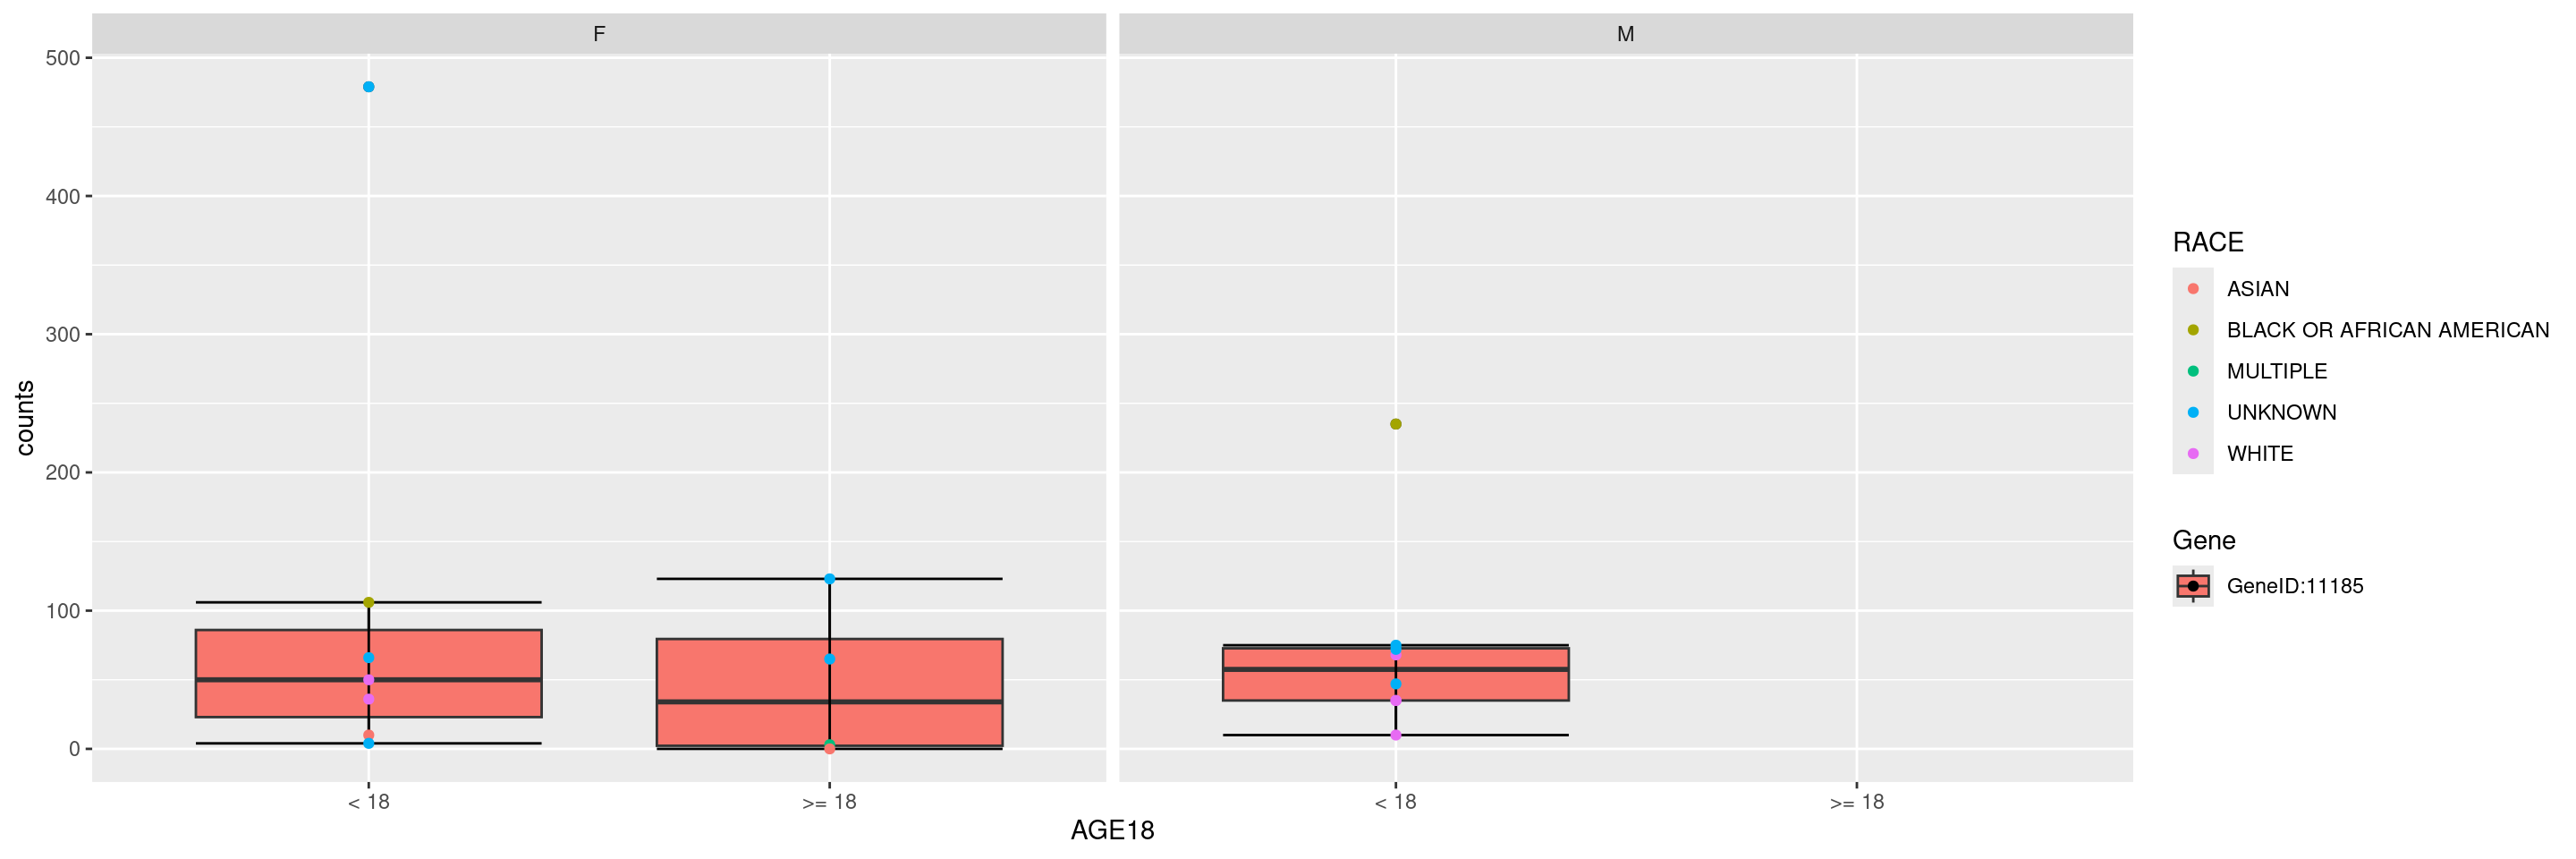 F
M
500
400
300
200
100
0
counts
< 18
>= 18
< 18
>= 18
AGE18
RACE
ASIAN
BLACK OR AFRICAN AMERICAN
MULTIPLE
UNKNOWN
WHITE
Gene
GeneID:11185